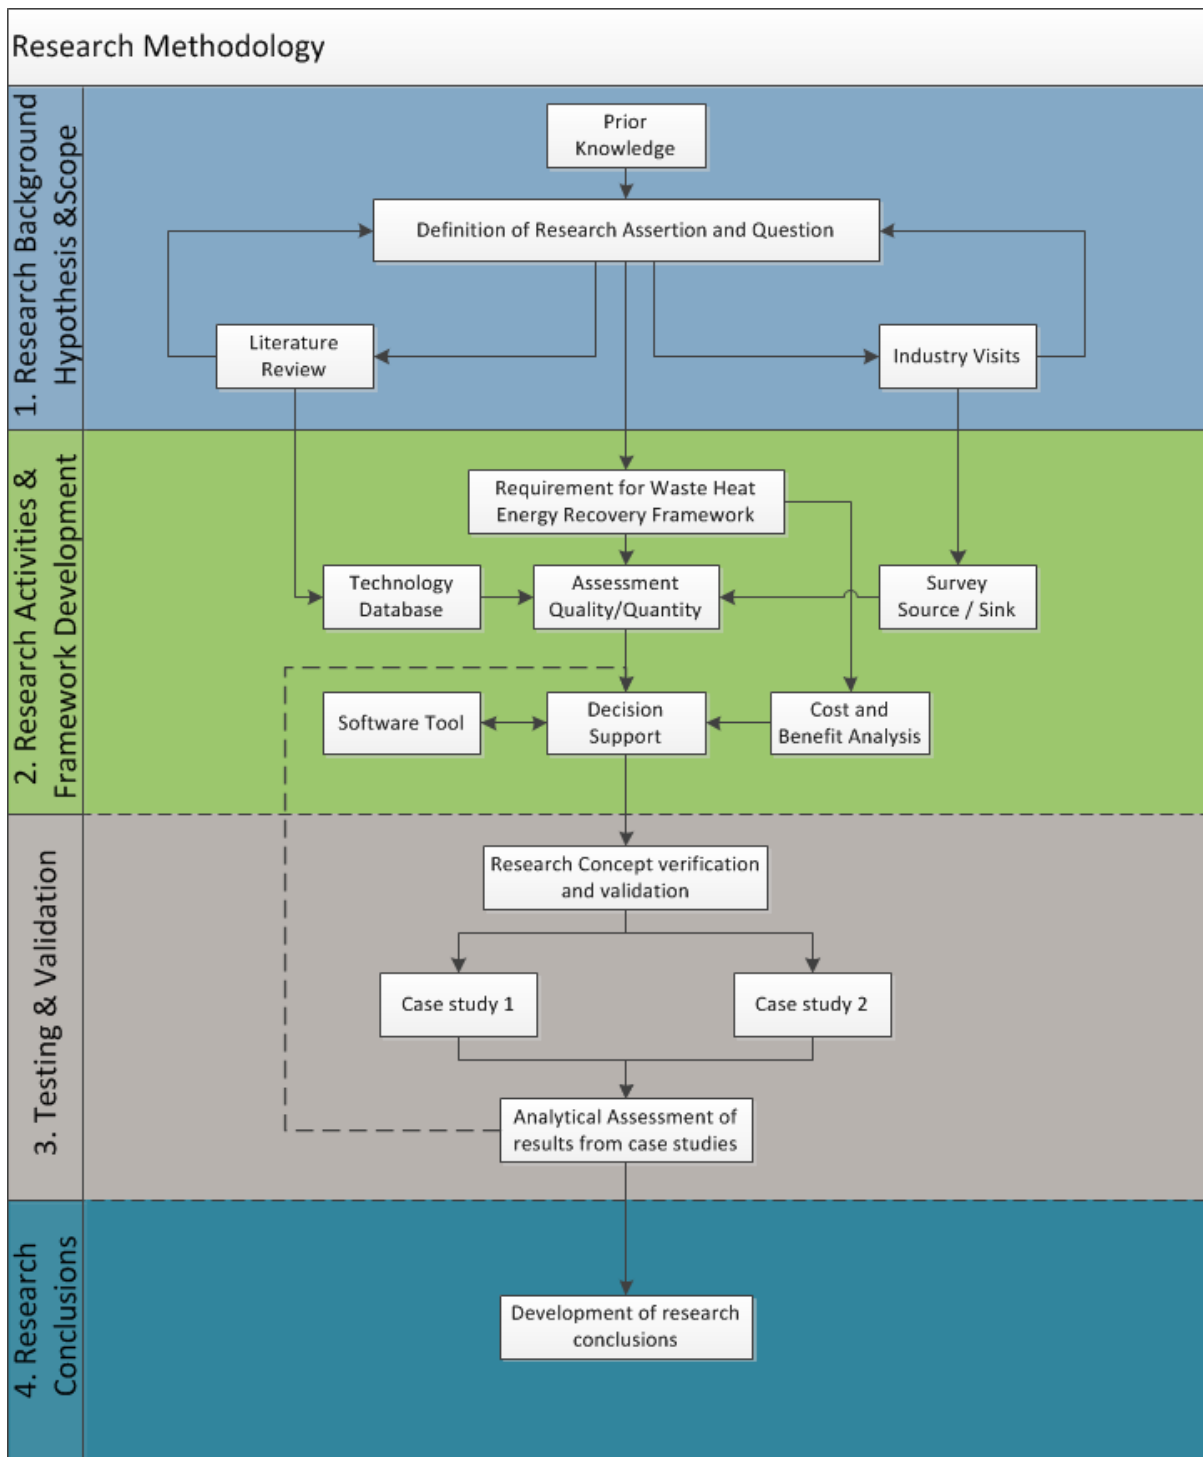 Research Methodology
1. Research Background
Hypothesis &Scope
Prior
Knowledge
Definition of Research Assertion and Question
Literature
Review
Industry Visits
2. Research Activities &
Framework Development
Requirement for Waste Heat
Energy Recovery Framework
Technology
Database
Assessment
Quality/Quantity
Survey
Source / Sink
Software Tool
Decision
Support
Cost and
Benefit Analysis
3. Testing & Validation
Research Concept verification
and validation
Case study 1
Case study 2
Analytical Assessment of
results from case studies
4. Research
Conclusions
Development of research
conclusions